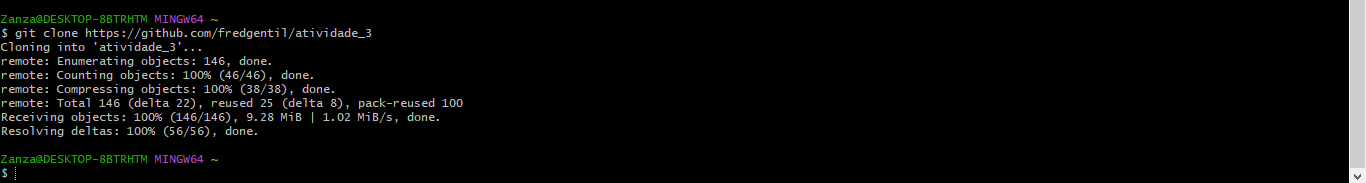 Zanza@DESKTOP-8BTRHTM MINGW64 ~
$ git clone https://github.com/fredgentil/atividade_3
Cloning into 'atividade_3'...
remote: Enumerating objects: 146, done.
remote: Counting objects: 100% (46/46), done.
remote: Compressing objects: 100% (38/38), done.
remote: Total 146 (delta 22), reused 25 (delta 8), pack-reused 100
Receiving objects: 100% (146/146), 9.28 MiB | 1.02 MiB/s, done.
Resolving deltas: 100% (56/56), done.
Zanza@DESKTOP-8BTRHTM MINGW64 ~
$